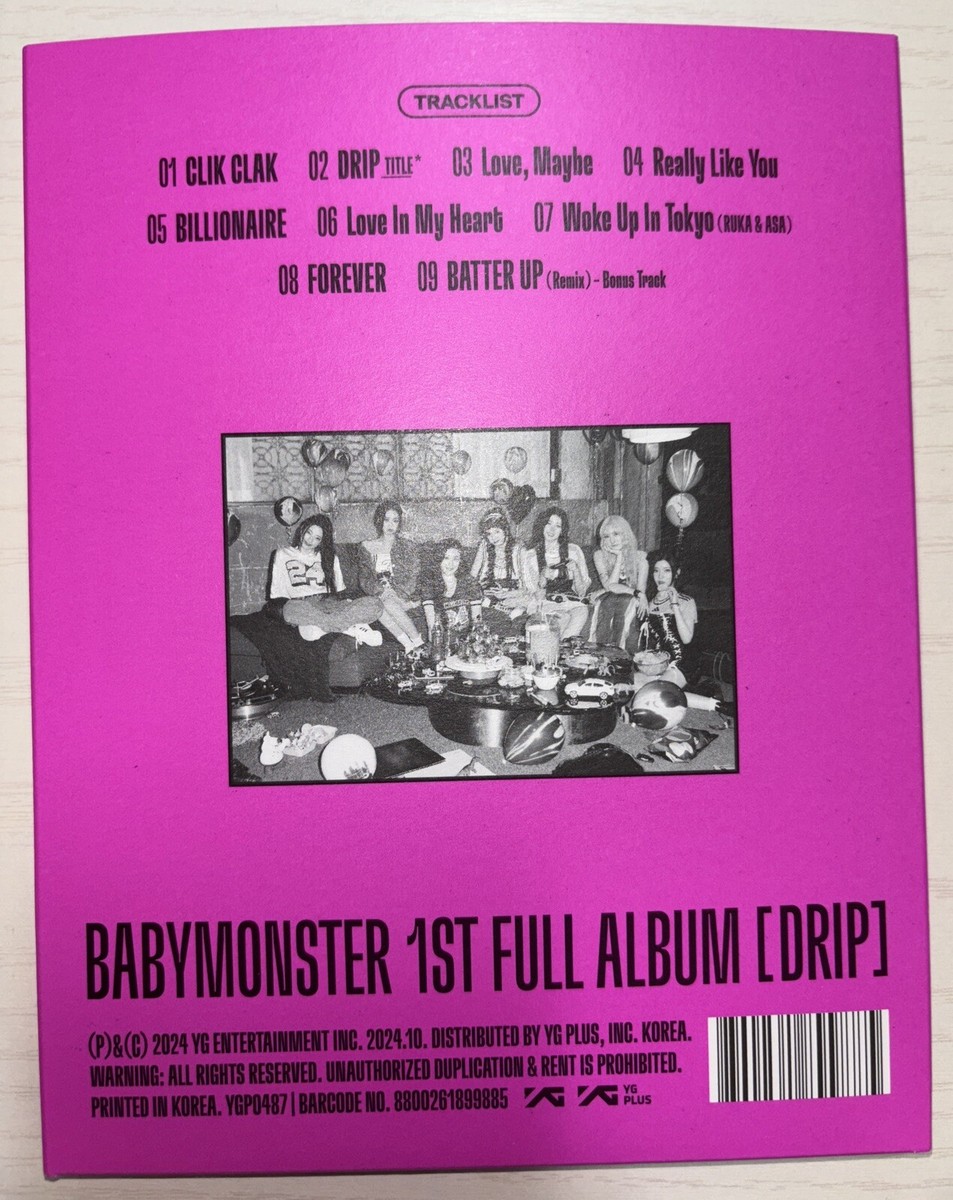 TRACKLIST
01 CLIK CLAK 02 DRIP TITLE* 03 Love, Maybe 04 Really Like You
05 BILLIONAIRE 06 Love In My Heart 07 Woke Up In Tokyo (RUKA & ASA)
08 FOREVER 09 BATTER UP (Remix) - Bonus Track
24
BABYMONSTER 1ST FULL ALBUM [DRIP]
(P)&(C) 2024 YG ENTERTAINMENT INC. 2024.10. DISTRIBUTED BY YG PLUS, INC. KOREA.
WARNING: ALL RIGHTS RESERVED. UNAUTHORIZED DUPLICATION & RENT IS PROHIBITED.
PRINTED IN KOREA. YGP0487 | BARCODE NO. 8800261899885 YG YG YG PLUS